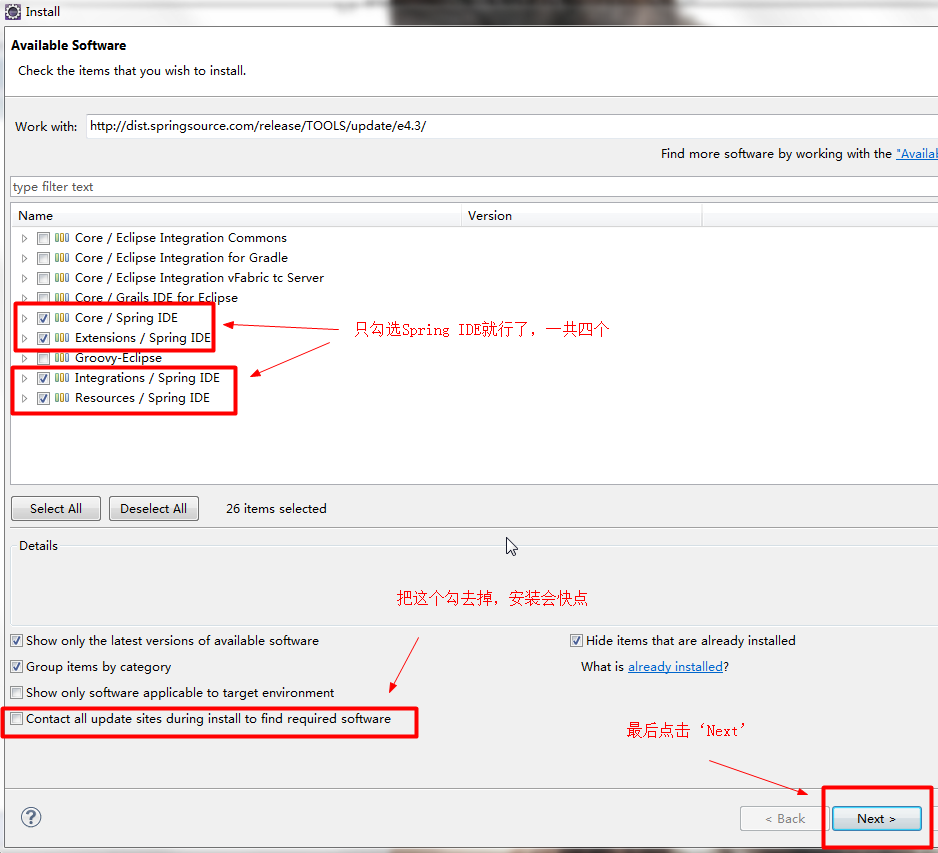 Install
Available Software
Check the items that you wish to install.
Work with: http://dist.springsource.com/release/TOOLS/update/e4.3/
Find more software by working with the "Availab
type filter text
Name Version
Core / Eclipse Integration Commons
Core / Eclipse Integration for Gradle
Core / Eclipse Integration vFabric tc Server
Core / Grails IDE for Eclipse
Core / Spring IDE
只勾选Spring IDE就行了，一共四个
Extensions / Spring IDE
Groovy-Eclipse
Integrations / Spring IDE
Resources / Spring IDE
Select All Deselect All 26 items selected
Details
把这个勾去掉，安装会快点
Show only the latest versions of available software Hide items that are already installed
Group items by category What is already installed?
Show only software applicable to target environment
Contact all update sites during install to find required software
最后点击‘Next’
? < Back Next >